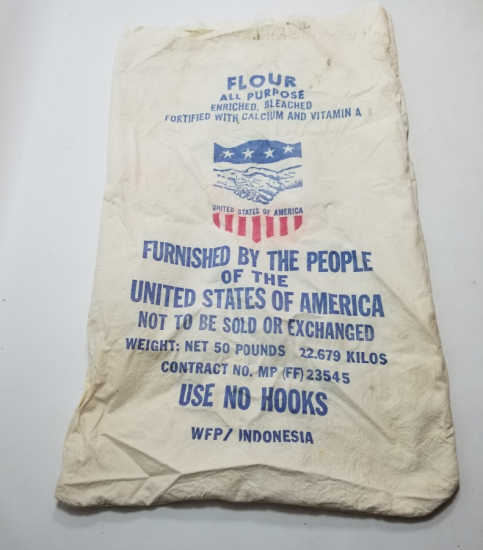 FLOUR
ALL PURPOSE
ENRICHED, BLEACHED
FORTIFIED WITH CALCIUM AND VITAMIN A
UNITED STATES OF AMERICA
FURNISHED BY THE PEOPLE
OF THE
UNITED STATES OF AMERICA
NOT TO BE SOLD OR EXCHANGED
WEIGHT: NET 50 POUNDS 22.679 KILOS
CONTRACT NO. MP (FF) 23545
USE NO HOOKS
WFP/ INDONESIA